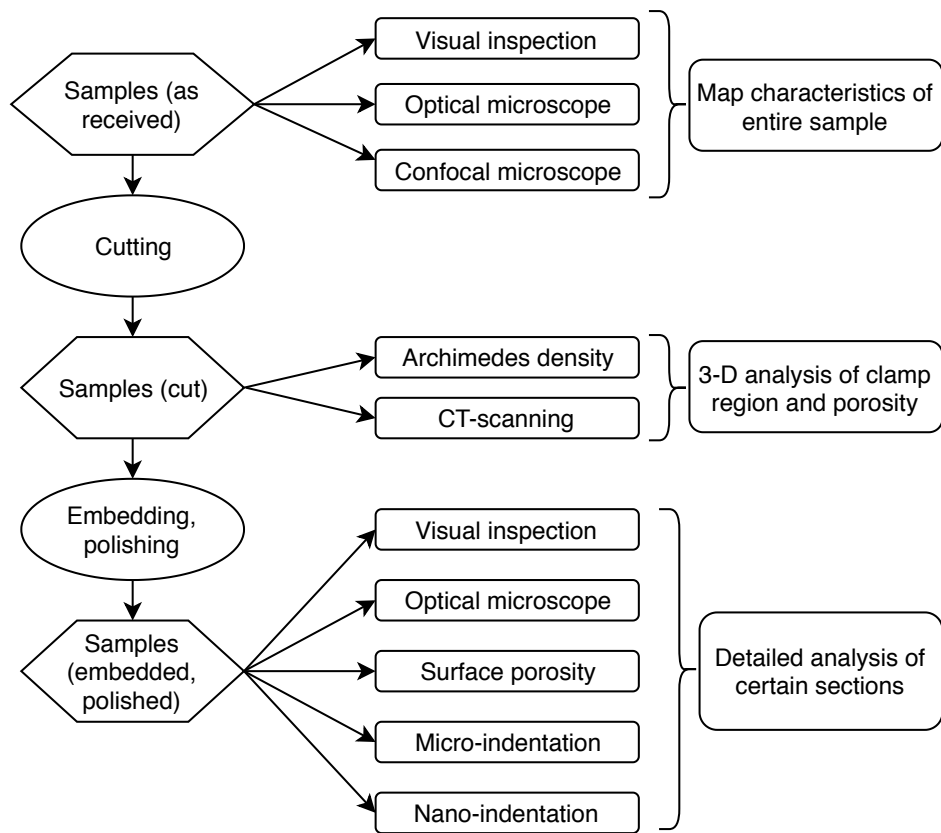 Samples (as
received)
Visual inspection
Optical microscope
Confocal microscope
Map characteristics of
entire sample
Cutting
Samples (cut)
Archimedes density
CT-scanning
3-D analysis of clamp
region and porosity
Embedding,
polishing
Samples
(embedded,
polished)
Visual inspection
Optical microscope
Surface porosity
Micro-indentation
Nano-indentation
Detailed analysis of
certain sections